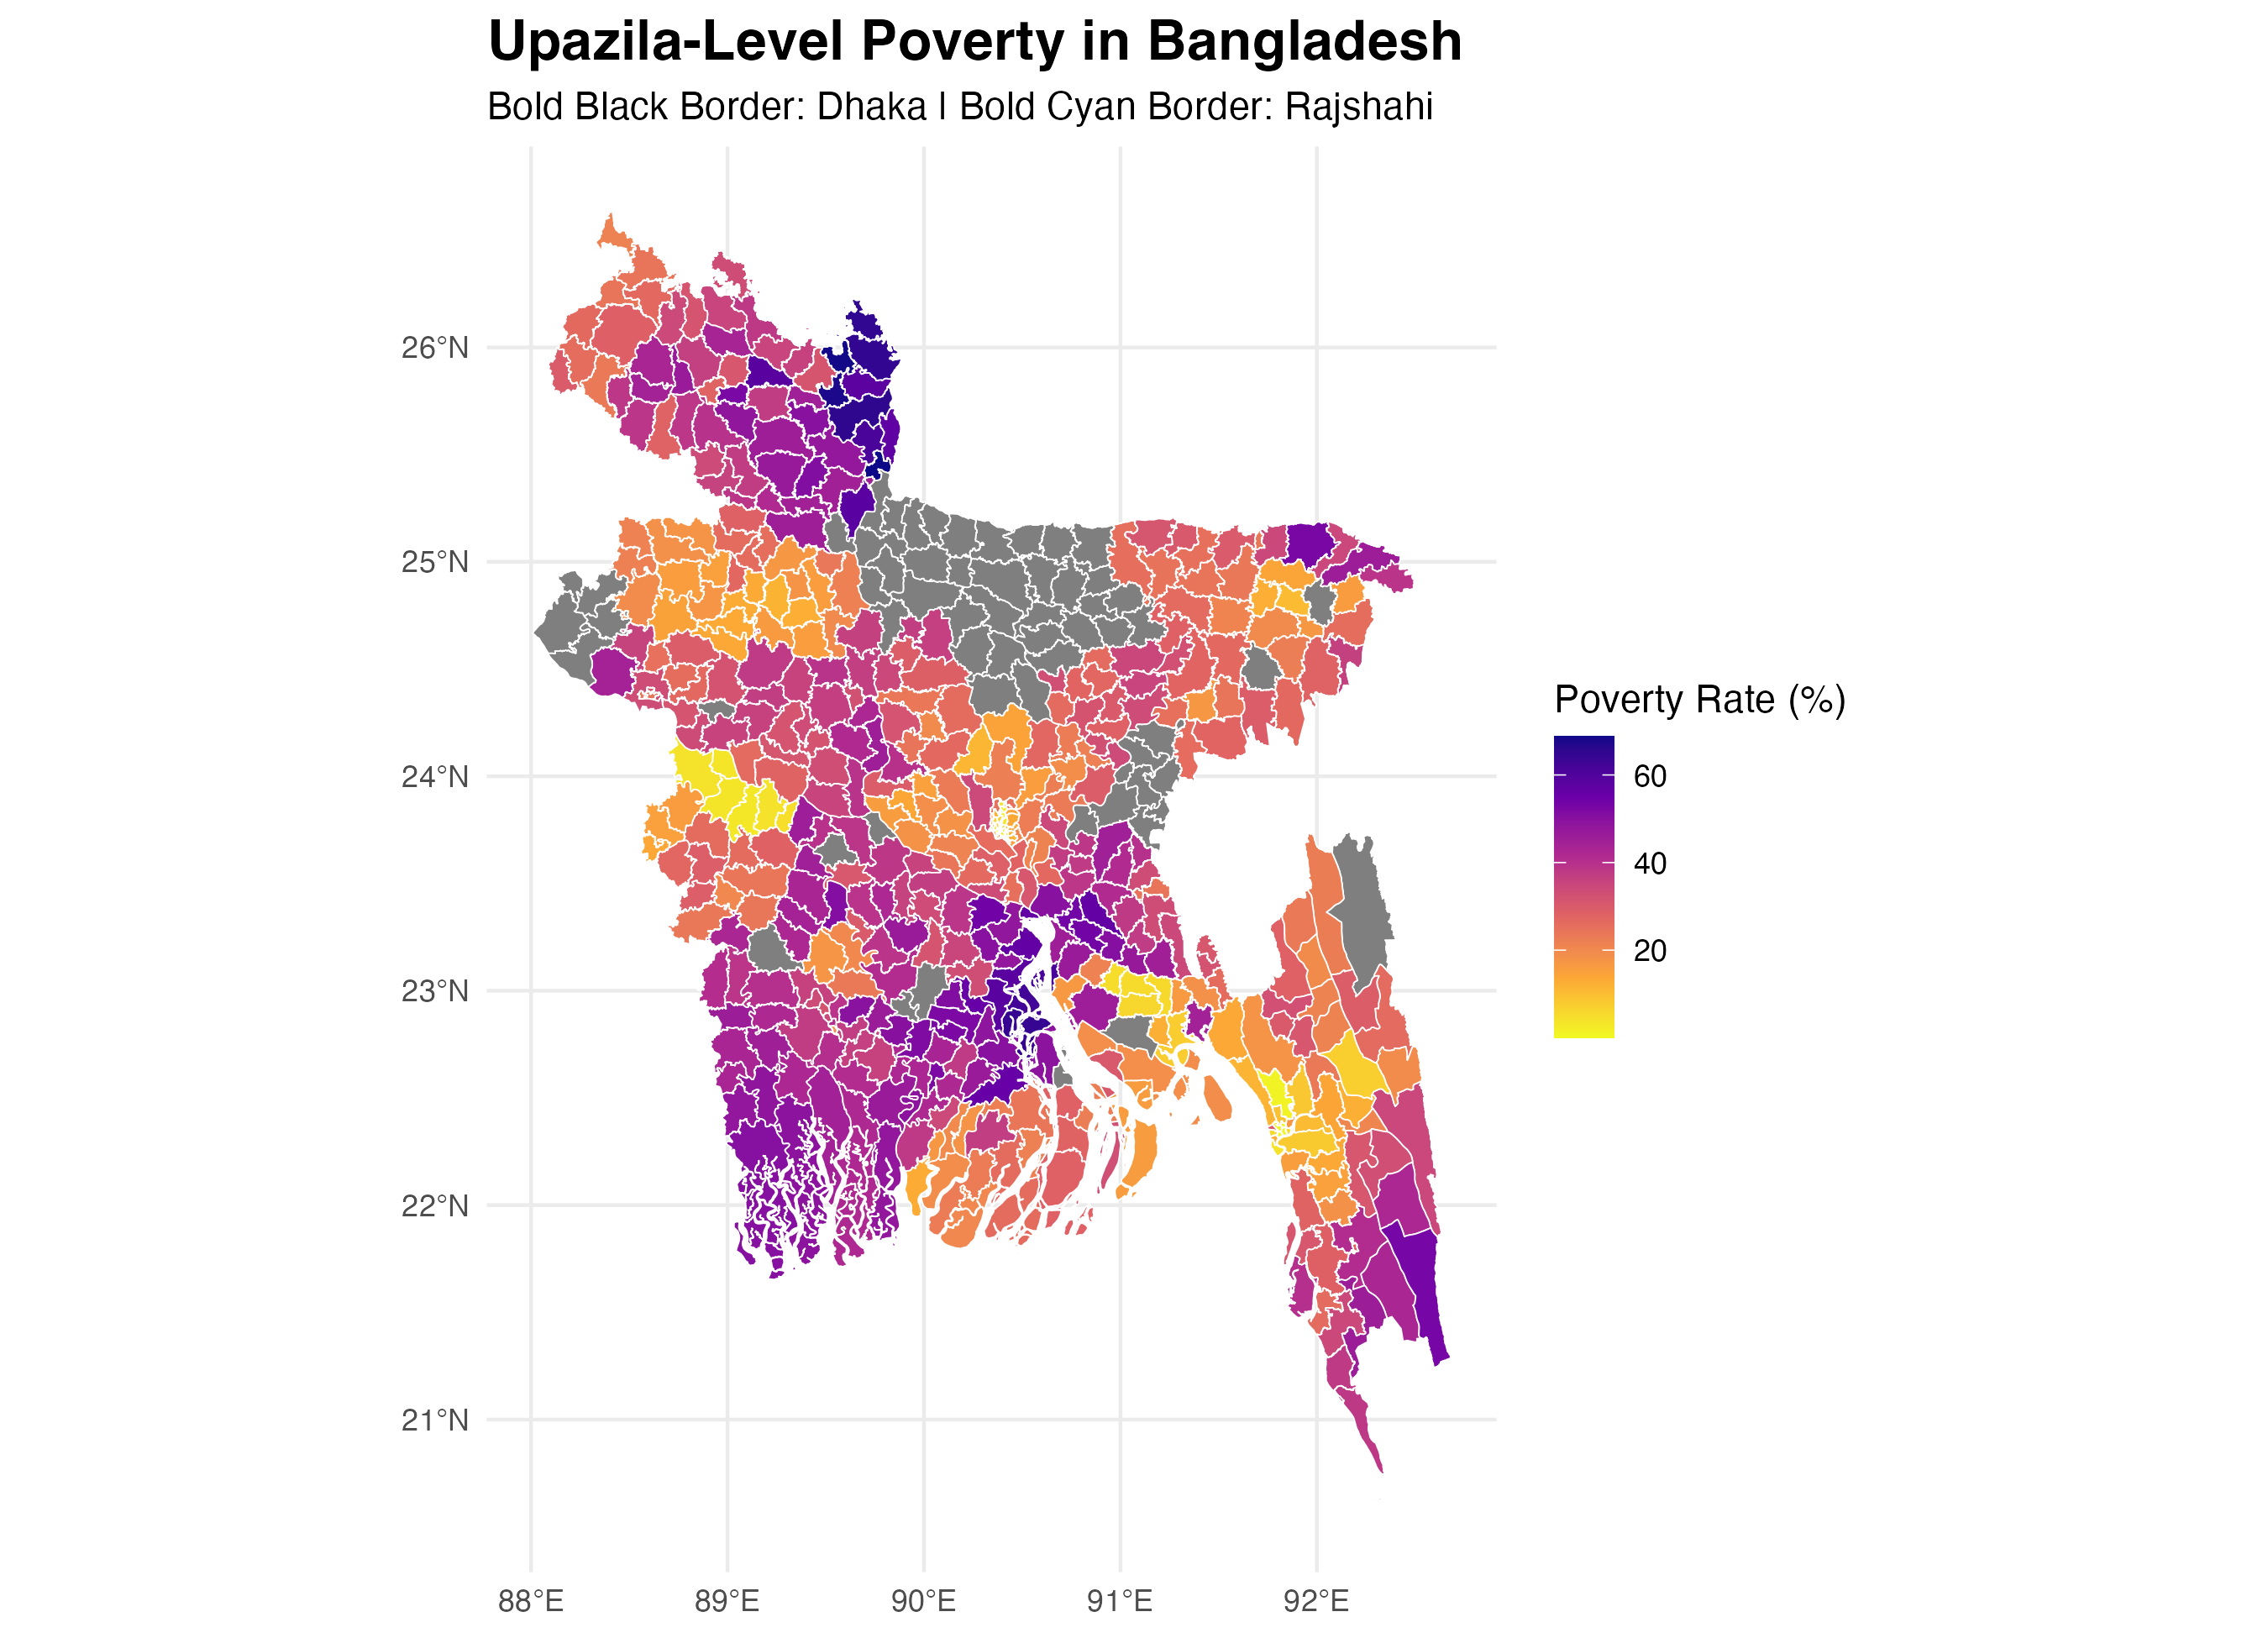 Upazila-Level Poverty in Bangladesh
Bold Black Border: Dhaka | Bold Cyan Border: Rajshahi
26°N
25°N
24°N
23°N
22°N
21°N
88°E
89°E
90°E
91°E
92°E
Poverty Rate (%)
60
40
20